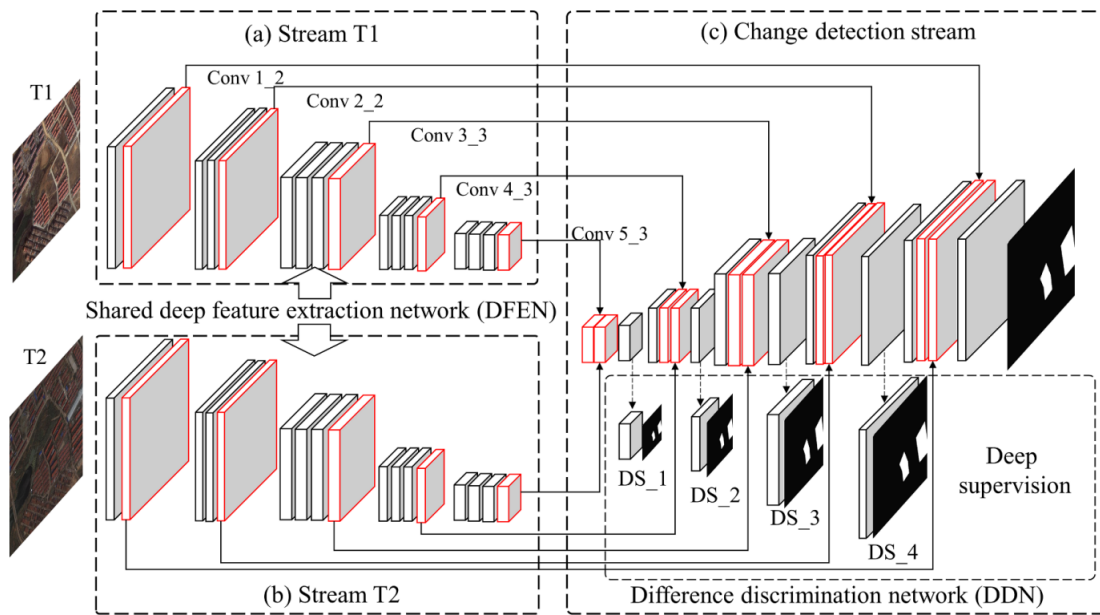 (a) Stream T1
(c) Change detection stream
T1
Conv 1_2
Conv 2_2
Conv 3_3
Conv 4_3
Conv 5_3
Shared deep feature extraction network (DFEN)
T2
DS_1
DS_2
DS_3
DS_4
Deep
supervision
(b) Stream T2
Difference discrimination network (DDN)